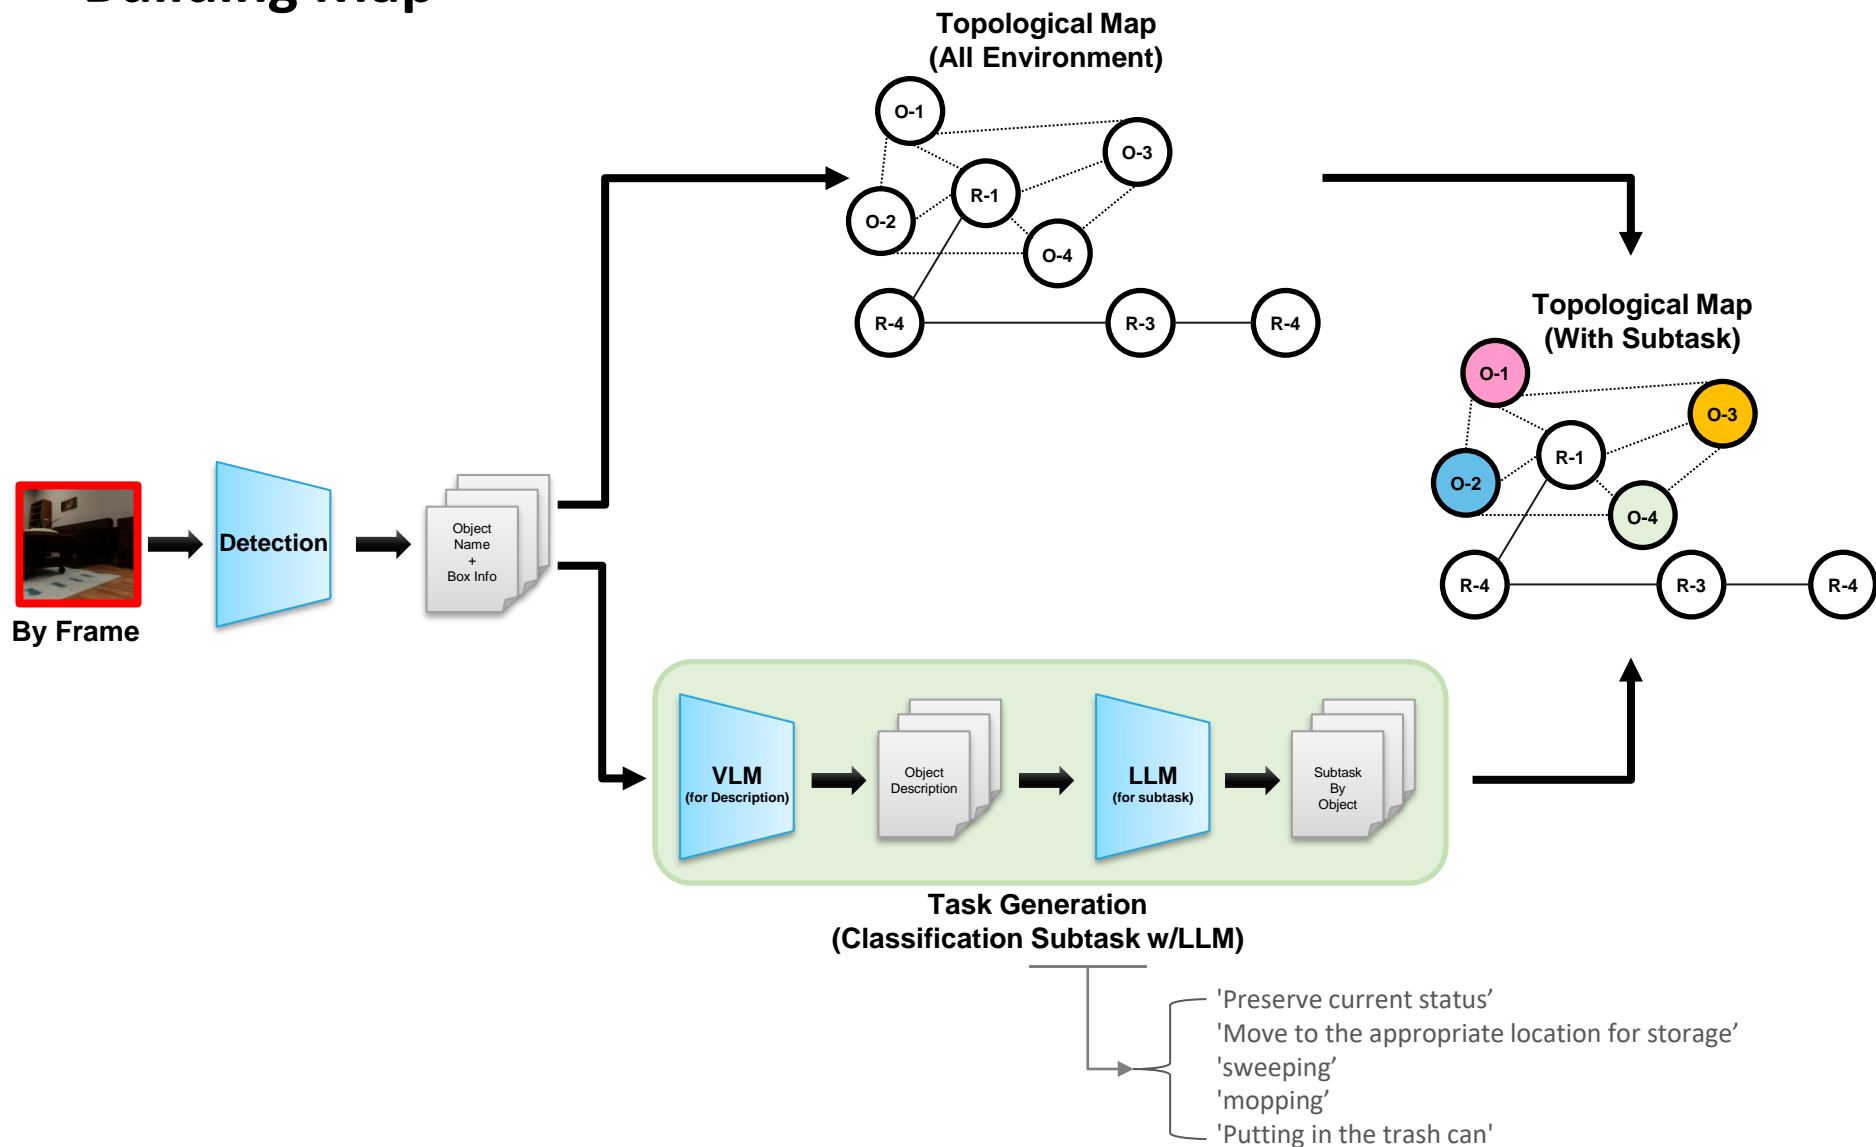 Building Map
Topological Map
(All Environment)
O-1
O-3
R-1
O-2
O-4
R-4
R-3
R-4
Topological Map
(With Subtask)
O-1
O-3
R-1
O-2
O-4
R-4
R-3
R-4
By Frame
Detection
Object
Name
+
Box Info
VLM
(for Description)
Object
Description
LLM
(for subtask)
Subtask
By
Object
Task Generation
(Classification Subtask w/LLM)
'Preserve current status’
'Move to the appropriate location for storage’
'sweeping’
'mopping’
'Putting in the trash can'